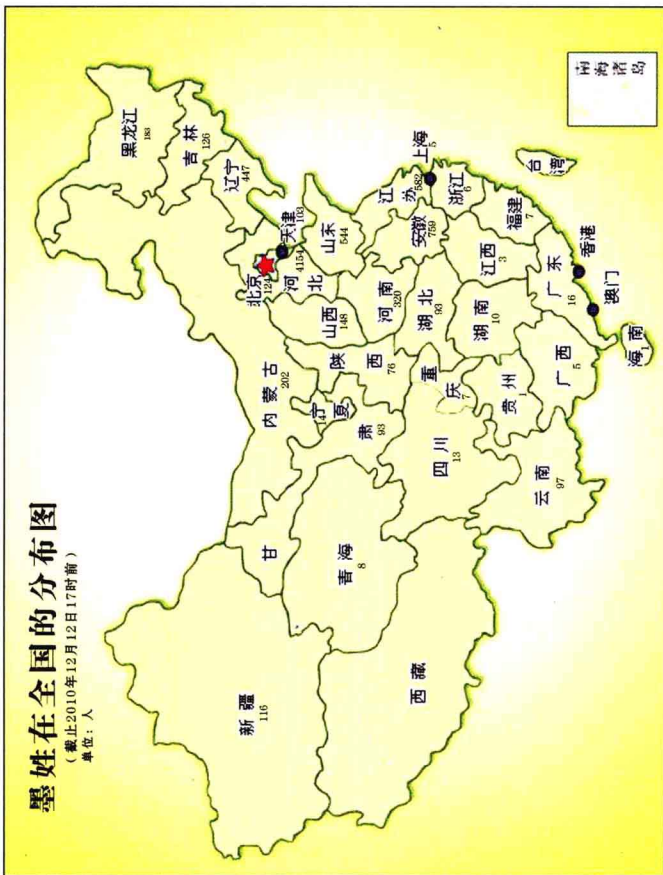 墨姓在全国的分布图
（截止2010年12月12日17时前）
单位：人
黑龙江
183
吉林
126
辽宁
447
内蒙古
202
北京
124
天津
103
河北
4154
山西
148
山东
544
新疆
116
甘肃
93
宁夏
14
陕西
76
河南
320
江苏
582
安徽
759
上海
5
青海
8
西藏
四川
13
重庆
7
湖北
93
浙江
6
湖南
10
江西
3
福建
7
贵州
1
云南
97
广西
5
广东
16
海南
1
香港
澳门
台湾
南海诸岛